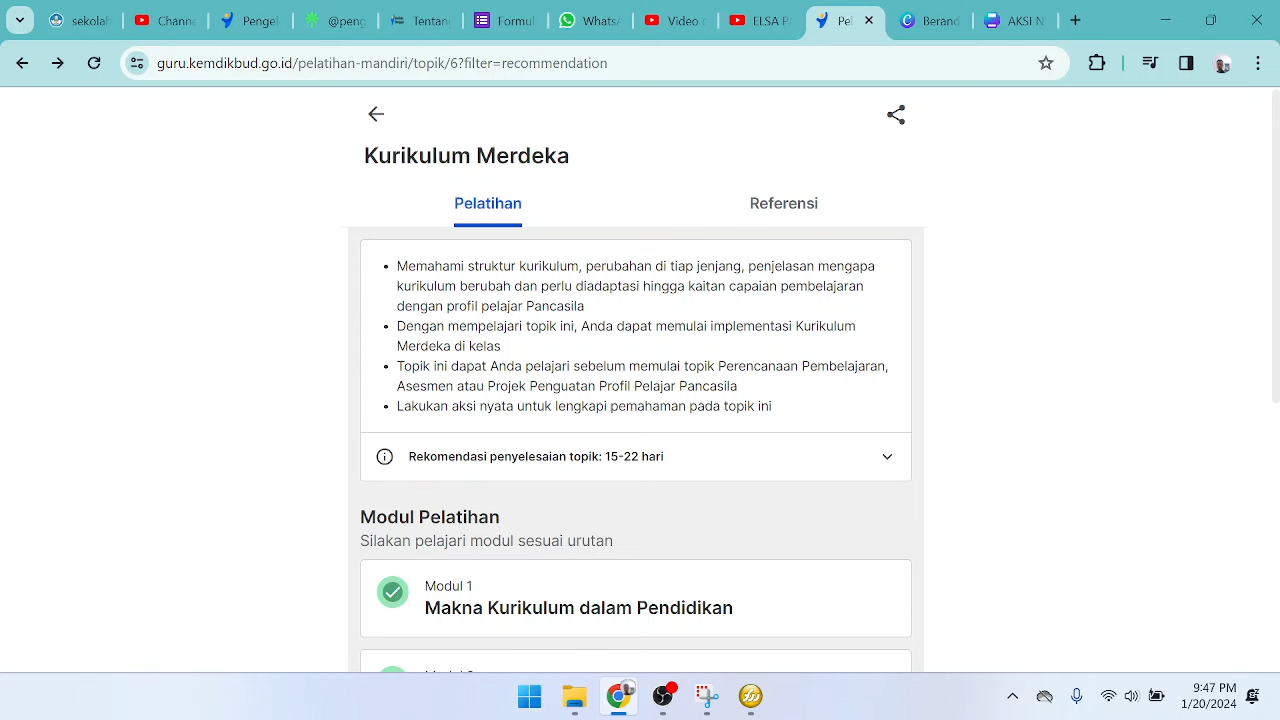 sekolah
Chann
Pengel
@peng
Tentan
Formul
WhatsA
Video
ELSA P
Pe
Berand
AKSI N
guru.kemdikbud.go.id/pelatihan-mandiri/topik/6?filter=recommendation
Kurikulum Merdeka
Pelatihan
Referensi
• Memahami struktur kurikulum, perubahan di tiap jenjang, penjelasan mengapa
kurikulum berubah dan perlu diadaptasi hingga kaitan capaian pembelajaran
dengan profil pelajar Pancasila
• Dengan mempelajari topik ini, Anda dapat memulai implementasi Kurikulum
Merdeka di kelas
• Topik ini dapat Anda pelajari sebelum memulai topik Perencanaan Pembelajaran,
Asesmen atau Projek Penguatan Profil Pelajar Pancasila
• Lakukan aksi nyata untuk lengkapi pemahaman pada topik ini
Rekomendasi penyelesaian topik: 15-22 hari
Modul Pelatihan
Silakan pelajari modul sesuai urutan
Modul 1
Makna Kurikulum dalam Pendidikan
9:47 PM
1/20/2024